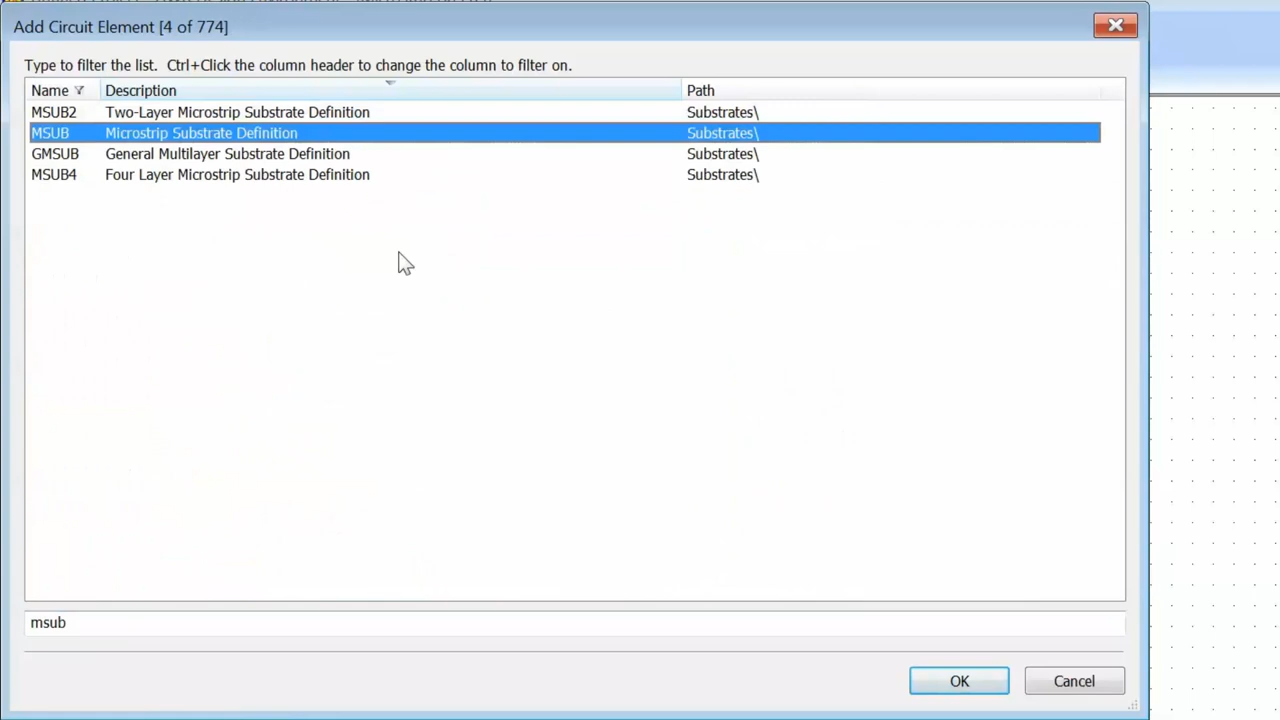 Add Circuit Element [4 of 774]
Type to filter the list. Ctrl+Click the column header to change the column to filter on.
Name Description Path
MSUB2 Two-Layer Microstrip Substrate Definition Substrates\
MSUB Microstrip Substrate Definition Substrates\
GMSUB General Multilayer Substrate Definition Substrates\
MSUB4 Four Layer Microstrip Substrate Definition Substrates\
msub
OK Cancel